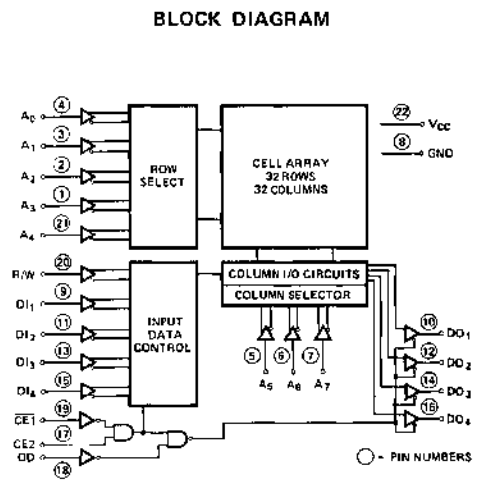 BLOCK DIAGRAM
A0 4
A1 3
A2 2
A3 1
A4 21
ROW
SELECT
CELL ARRAY
32 ROWS
32 COLUMNS
22 VCC
8 GND
R/W 20
DI1 9
DI2 11
DI3 13
DI4 15
INPUT
DATA
CONTROL
COLUMN I/O CIRCUITS
COLUMN SELECTOR
5 6 7
A5 A6 A7
10 DO1
12 DO2
14 DO3
16 DO4
CE1 19
CE2 17
OD 18
○ - PIN NUMBERS